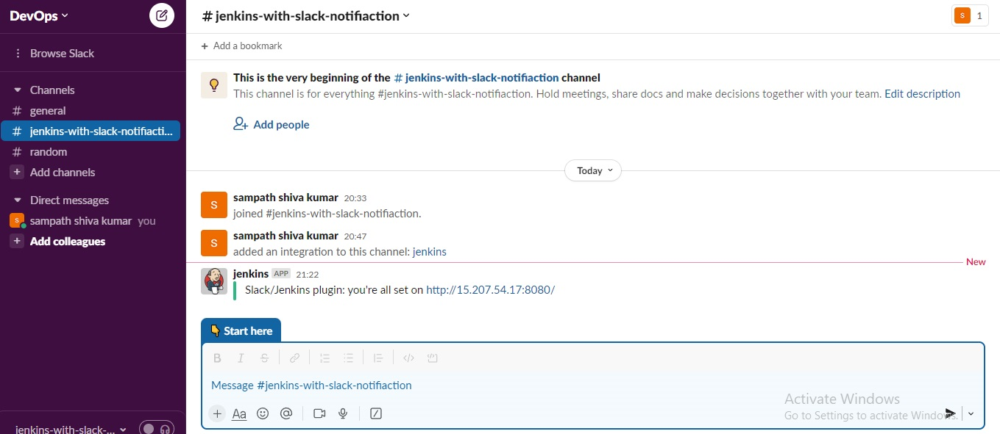 DevOps
Browse Slack
Channels
# general
# jenkins-with-slack-notifiacti...
# random
+ Add channels
Direct messages
S sampath shiva kumar you
+ Add colleagues
jenkins-with-slack-...
# jenkins-with-slack-notifiaction
S 1
+ Add a bookmark
This is the very beginning of the # jenkins-with-slack-notifiaction channel
This channel is for everything #jenkins-with-slack-notifiaction. Hold meetings, share docs and make decisions together with your team. Edit description
Add people
Today
S sampath shiva kumar 20:33
joined #jenkins-with-slack-notifiaction.
S sampath shiva kumar 20:47
added an integration to this channel: jenkins
New
jenkins APP 21:22
Slack/Jenkins plugin: you're all set on http://15.207.54.17:8080/
Start here
B I S
Message #jenkins-with-slack-notifiaction
+ Aa @
Activate Windows
Go to Settings to activate Windows.